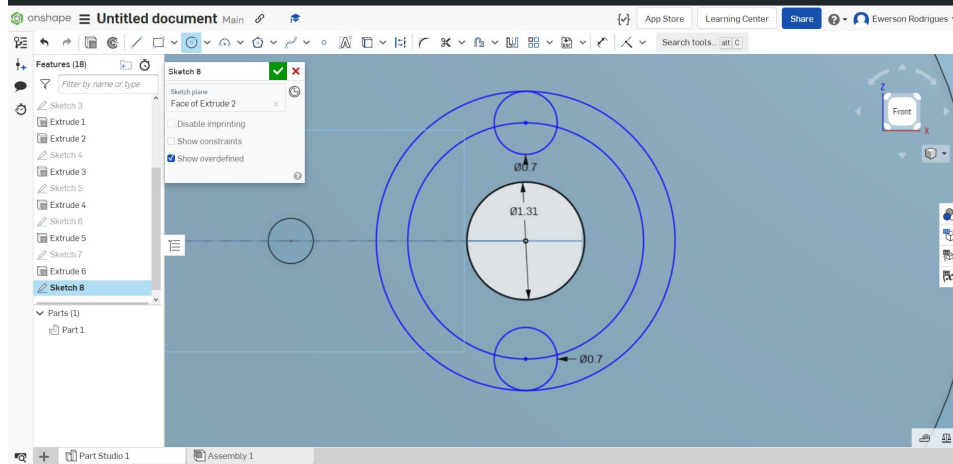 onshape Untitled document Main
App Store Learning Center Share Ewerson Rodrigues
Search tools... alt C
Features (18)
Filter by name or type
Sketch 3
Extrude 1
Extrude 2
Sketch 4
Extrude 3
Sketch 5
Extrude 4
Sketch 6
Extrude 5
Sketch 7
Extrude 6
Sketch 8
Parts (1)
Part 1
Sketch 8
Sketch plane
Face of Extrude 2
Disable imprinting
Show constraints
Show overdefined
Ø0.7
Ø1.31
Ø0.7
Z
Front
X
Part Studio 1 Assembly 1